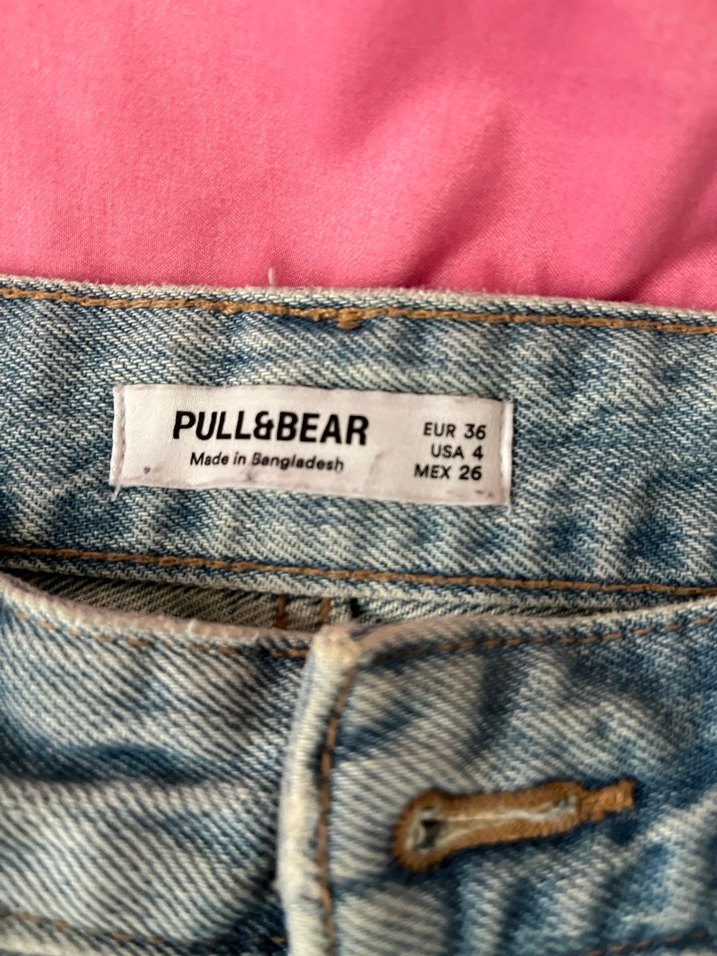 PULL&BEAR
Made in Bangladesh
EUR 36
USA 4
MEX 26